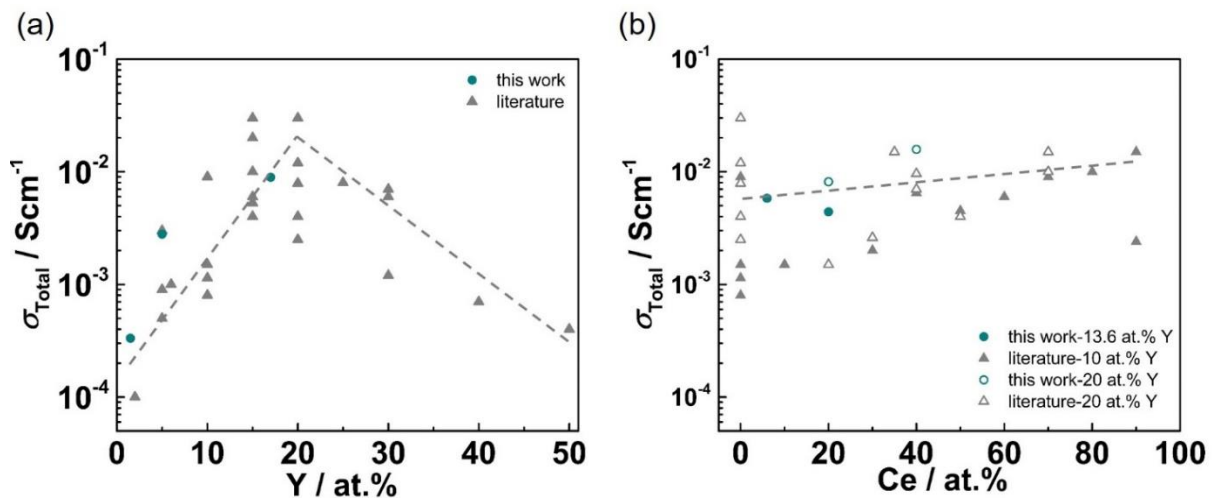 (a)
10⁻¹
10⁻²
10⁻³
10⁻⁴
σTotal / Scm⁻¹
this work
literature
0 10 20 30 40 50
Y / at.%
(b)
10⁻¹
10⁻²
10⁻³
10⁻⁴
σTotal / Scm⁻¹
this work-13.6 at.% Y
literature-10 at.% Y
this work-20 at.% Y
literature-20 at.% Y
0 20 40 60 80 100
Ce / at.%